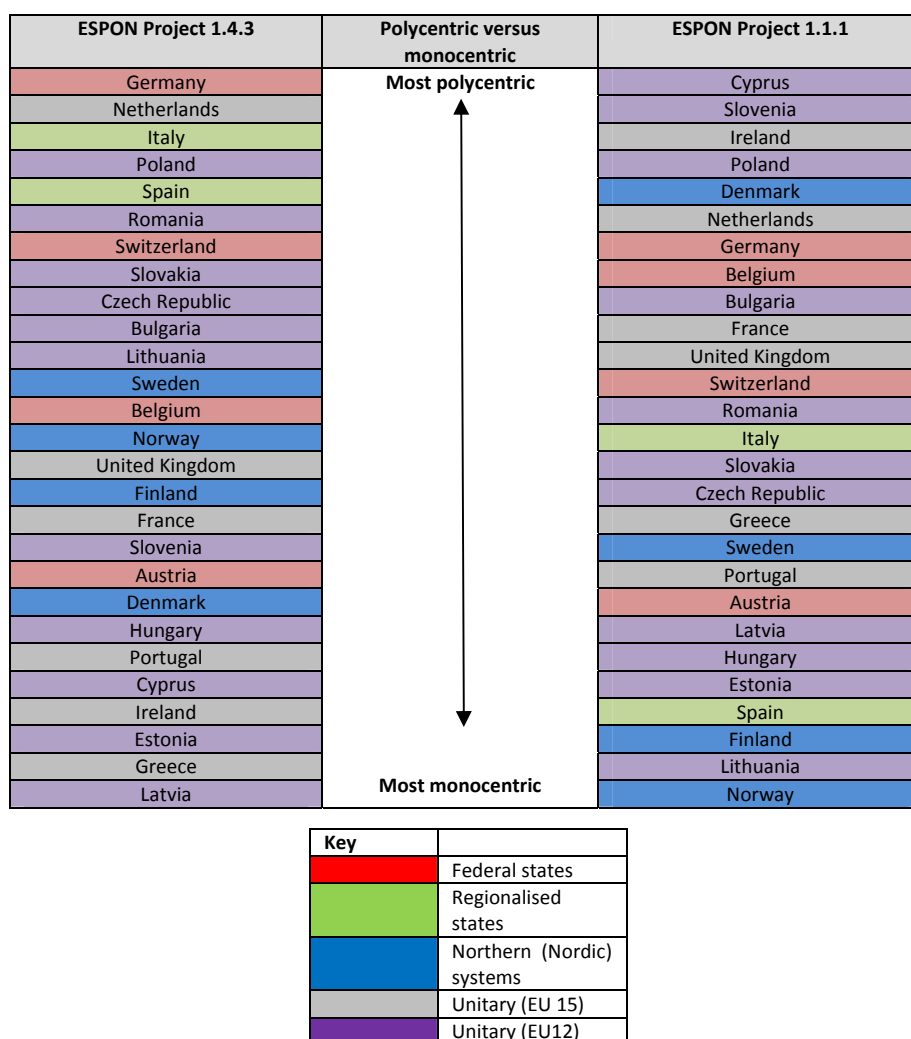 ESPON Project 1.4.3 Polycentric versus ESPON Project 1.1.1
monocentric
Germany Most polycentric Cyprus
Netherlands Slovenia
Italy Ireland
Poland Poland
Spain Denmark
Romania Netherlands
Switzerland Germany
Slovakia Belgium
Czech Republic Bulgaria
Bulgaria France
Lithuania United Kingdom
Sweden Switzerland
Belgium Romania
Norway Italy
United Kingdom Slovakia
Finland Czech Republic
France Greece
Slovenia Sweden
Austria Portugal
Denmark Austria
Hungary Latvia
Portugal Hungary
Cyprus Estonia
Ireland Spain
Estonia Finland
Greece Lithuania
Most monocentric
Latvia Norway
Key
Federal states
Regionalised
states
Northern (Nordic)
systems
Unitary (EU 15)
Unitary (EU12)